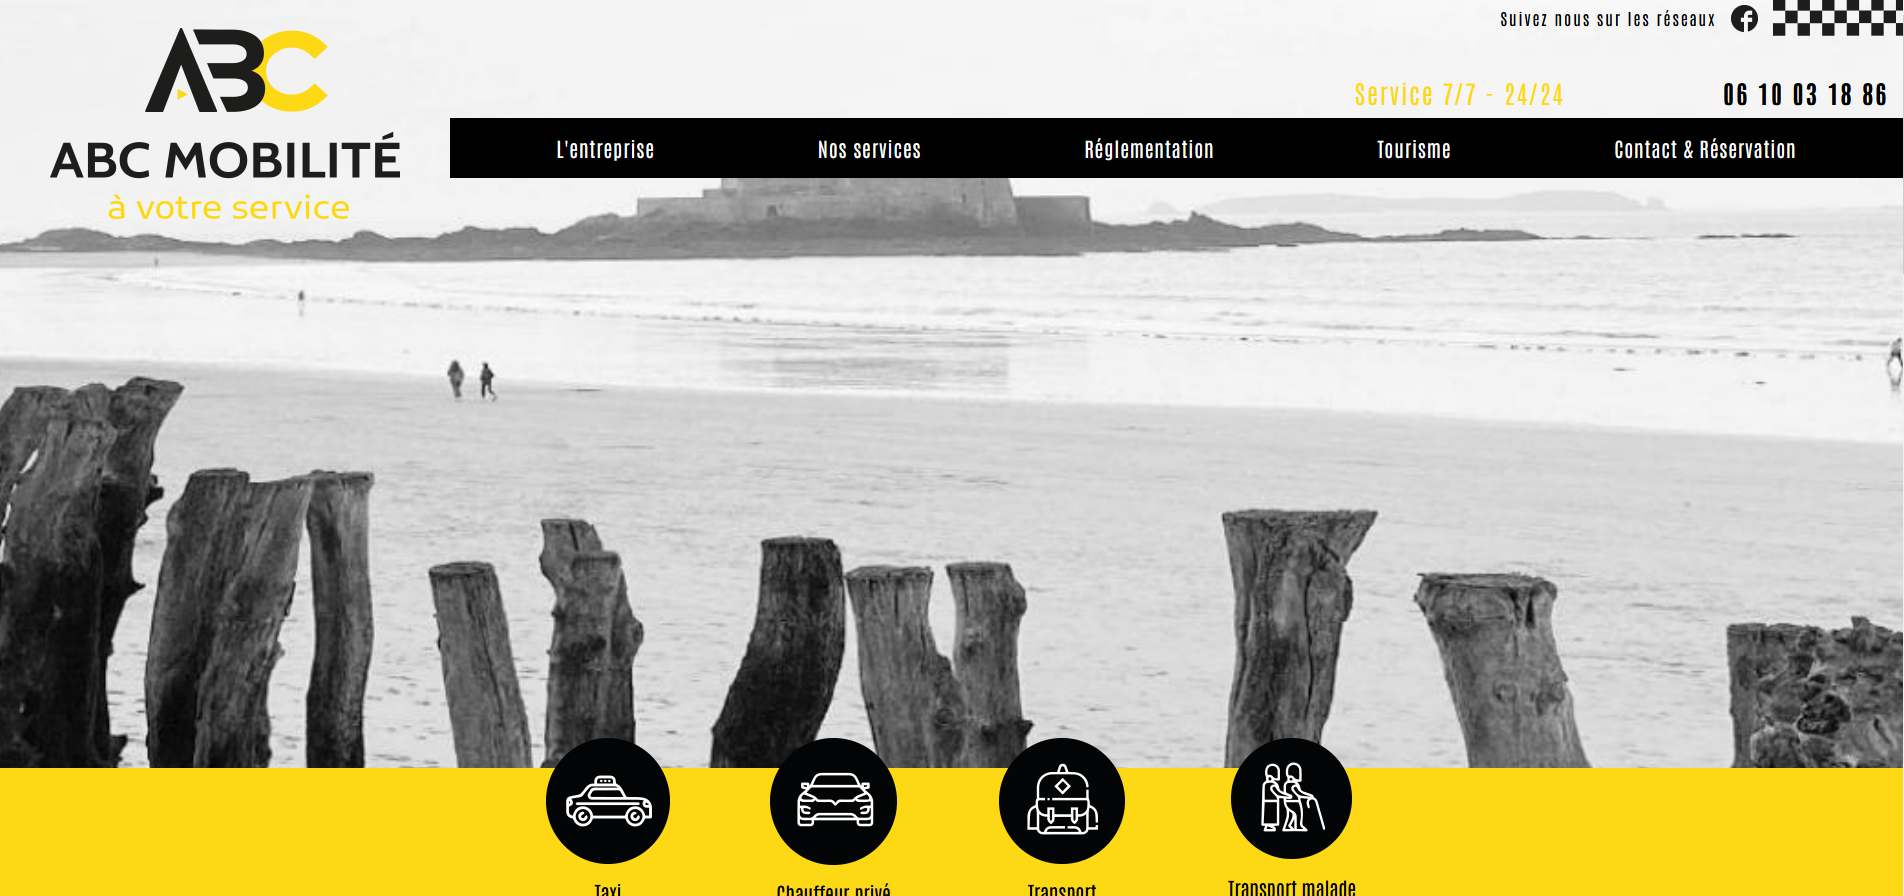 Suivez nous sur les réseaux
ABC
ABC MOBILITÉ
à votre service
Service 7/7 - 24/24
06 10 03 18 86
L'entreprise
Nos services
Réglementation
Tourisme
Contact & Réservation
Taxi
Chauffeur privé
Transport
Transport malade